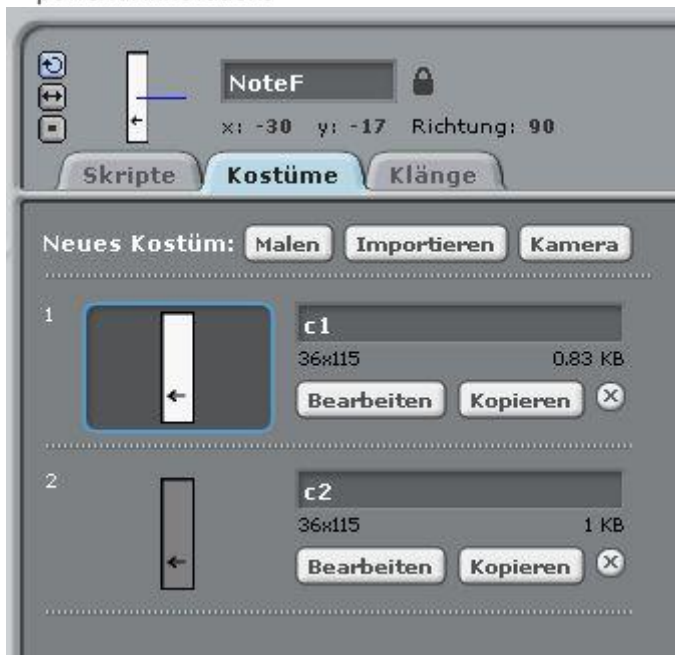 NoteF
x: -30 y: -17 Richtung: 90
Skripte Kostüme Klänge
Neues Kostüm: Malen Importieren Kamera
1
c1
36x115 0.83 KB
Bearbeiten Kopieren
2
c2
36x115 1 KB
Bearbeiten Kopieren